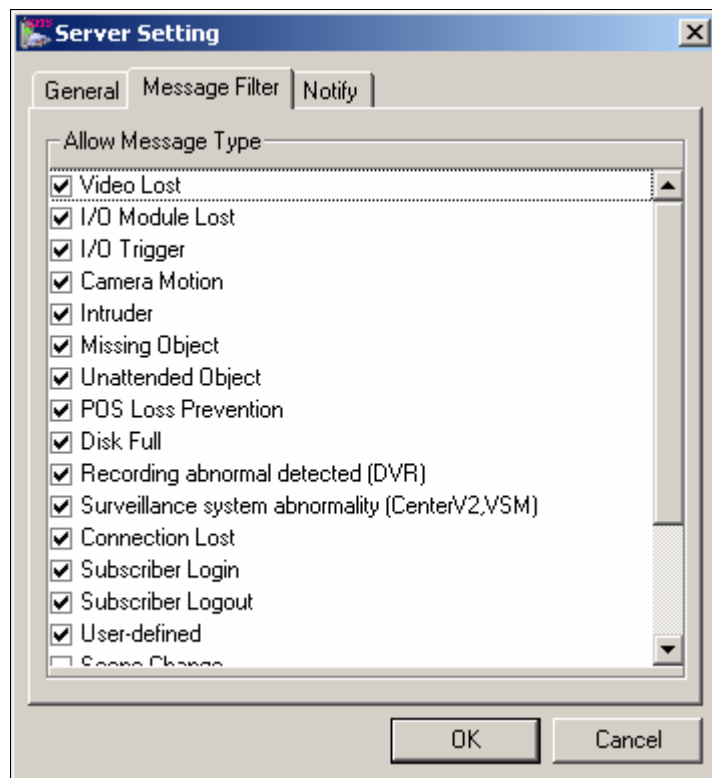 Server Setting
General Message Filter Notify
Allow Message Type
Video Lost
I/O Module Lost
I/O Trigger
Camera Motion
Intruder
Missing Object
Unattended Object
POS Loss Prevention
Disk Full
Recording abnormal detected (DVR)
Surveillance system abnormality (CenterV2,VSM)
Connection Lost
Subscriber Login
Subscriber Logout
User-defined
Scene Change
OK Cancel